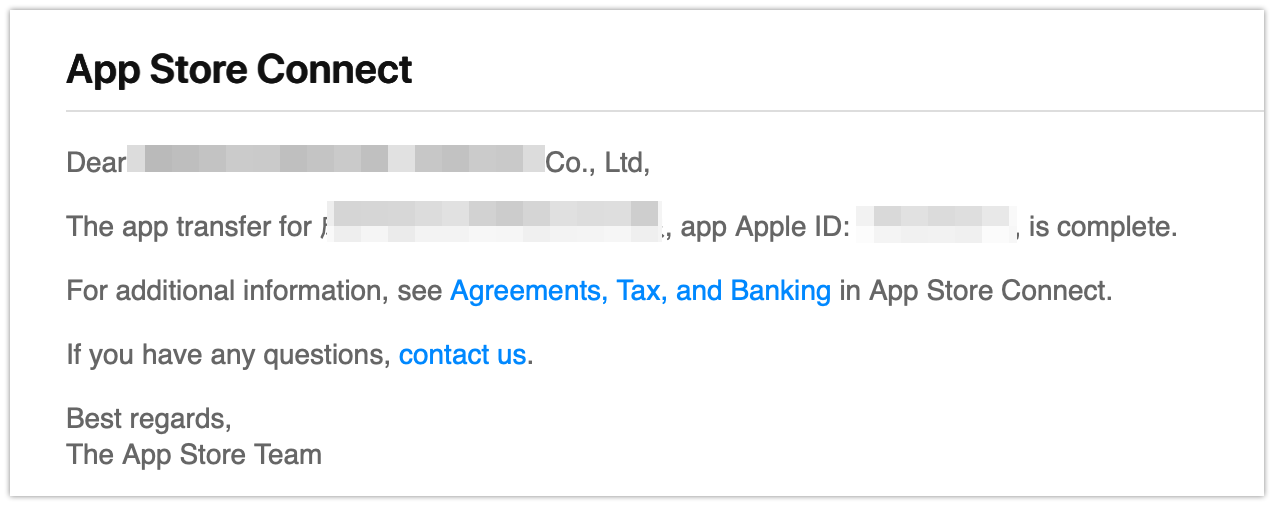 App Store Connect
Dear Co., Ltd,
The app transfer for , app Apple ID: , is complete.
For additional information, see Agreements, Tax, and Banking in App Store Connect.
If you have any questions, contact us.
Best regards,
The App Store Team